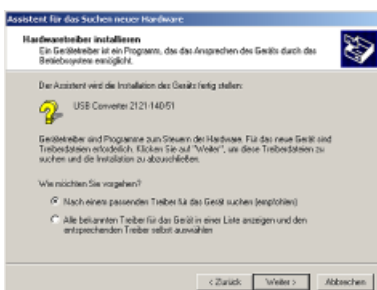 Assistent für das Suchen neuer Hardware
Hardwaretreiber installieren
Ein Gerätetreiber ist ein Programm, das das Ansprechen des Geräts durch das
Betriebssystem ermöglicht.
Der Assistent wird die Installation des Geräts fertig stellen:
USB Converter 2121-140-51
Gerätetreiber sind Programme zum Steuern der Hardware. Für das neue Gerät sind
Treiberdateien erforderlich. Klicken Sie auf "Weiter", um diese Treiberdateien zu
suchen und die Installation zu abzuschließen.
Wie möchten Sie vorgehen?
Nach einem passenden Treiber für das Gerät suchen (empfohlen)
Alle bekannten Treiber für das Gerät in einer Liste anzeigen und den
entsprechenden Treiber selbst auswählen
< Zurück
Weiter >
Abbrechen